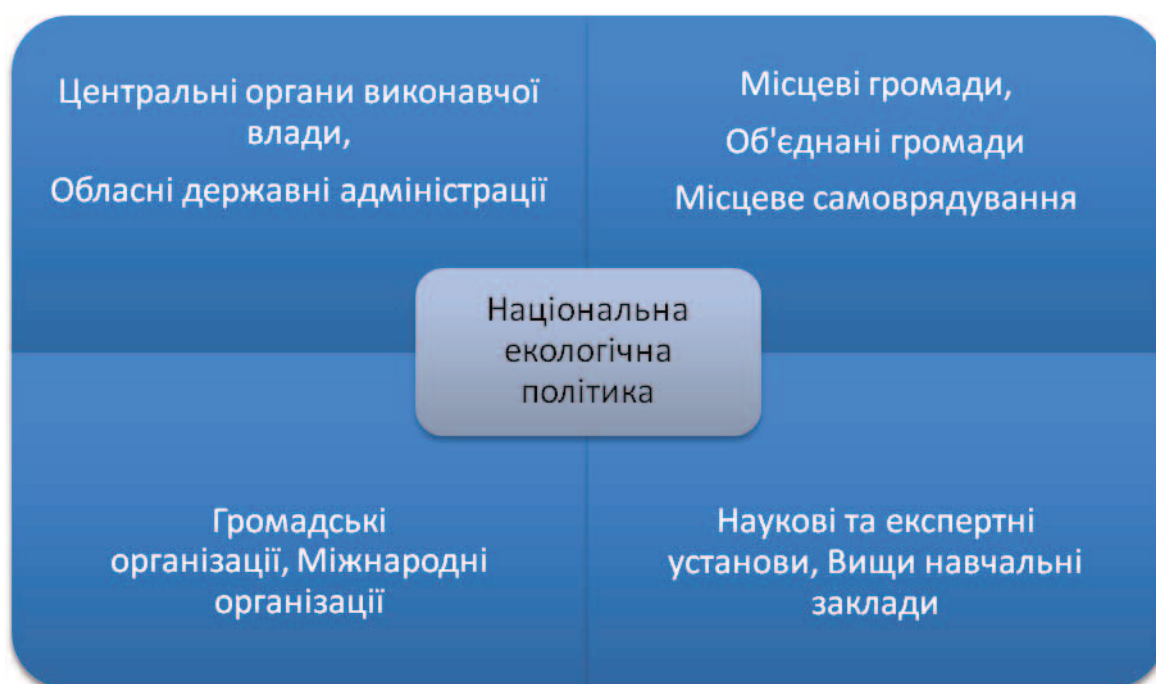 Центральні органи виконавчої
влади,
Обласні державні адміністрації
Місцеві громади,
Об'єднані громади
Місцеве самоврядування
Національна
екологічна
політика
Громадські
організації, Міжнародні
організації
Наукові та експертні
установи, Вищи навчальні
заклади